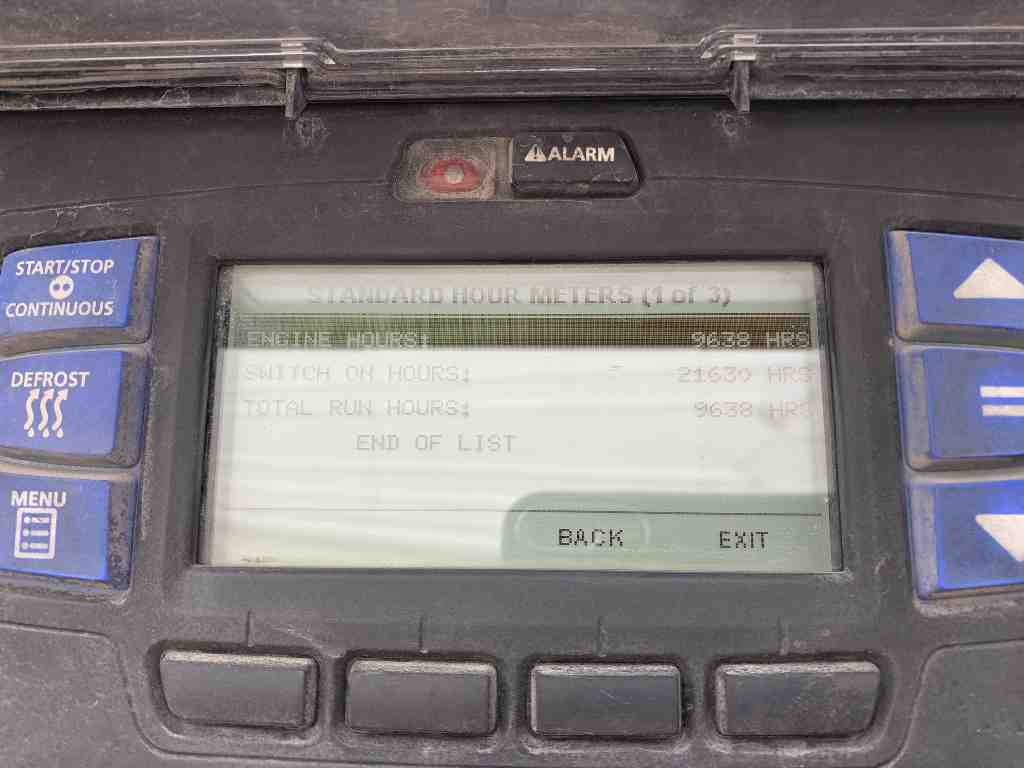 ALARM
START/STOP
CONTINUOUS
DEFROST
MENU
STANDARD HOUR METERS (1 of 3)
ENGINE HOURS: 9638 HRS
SWITCH ON HOURS: 21630 HRS
TOTAL RUN HOURS: 9638 HRS
END OF LIST
BACK EXIT